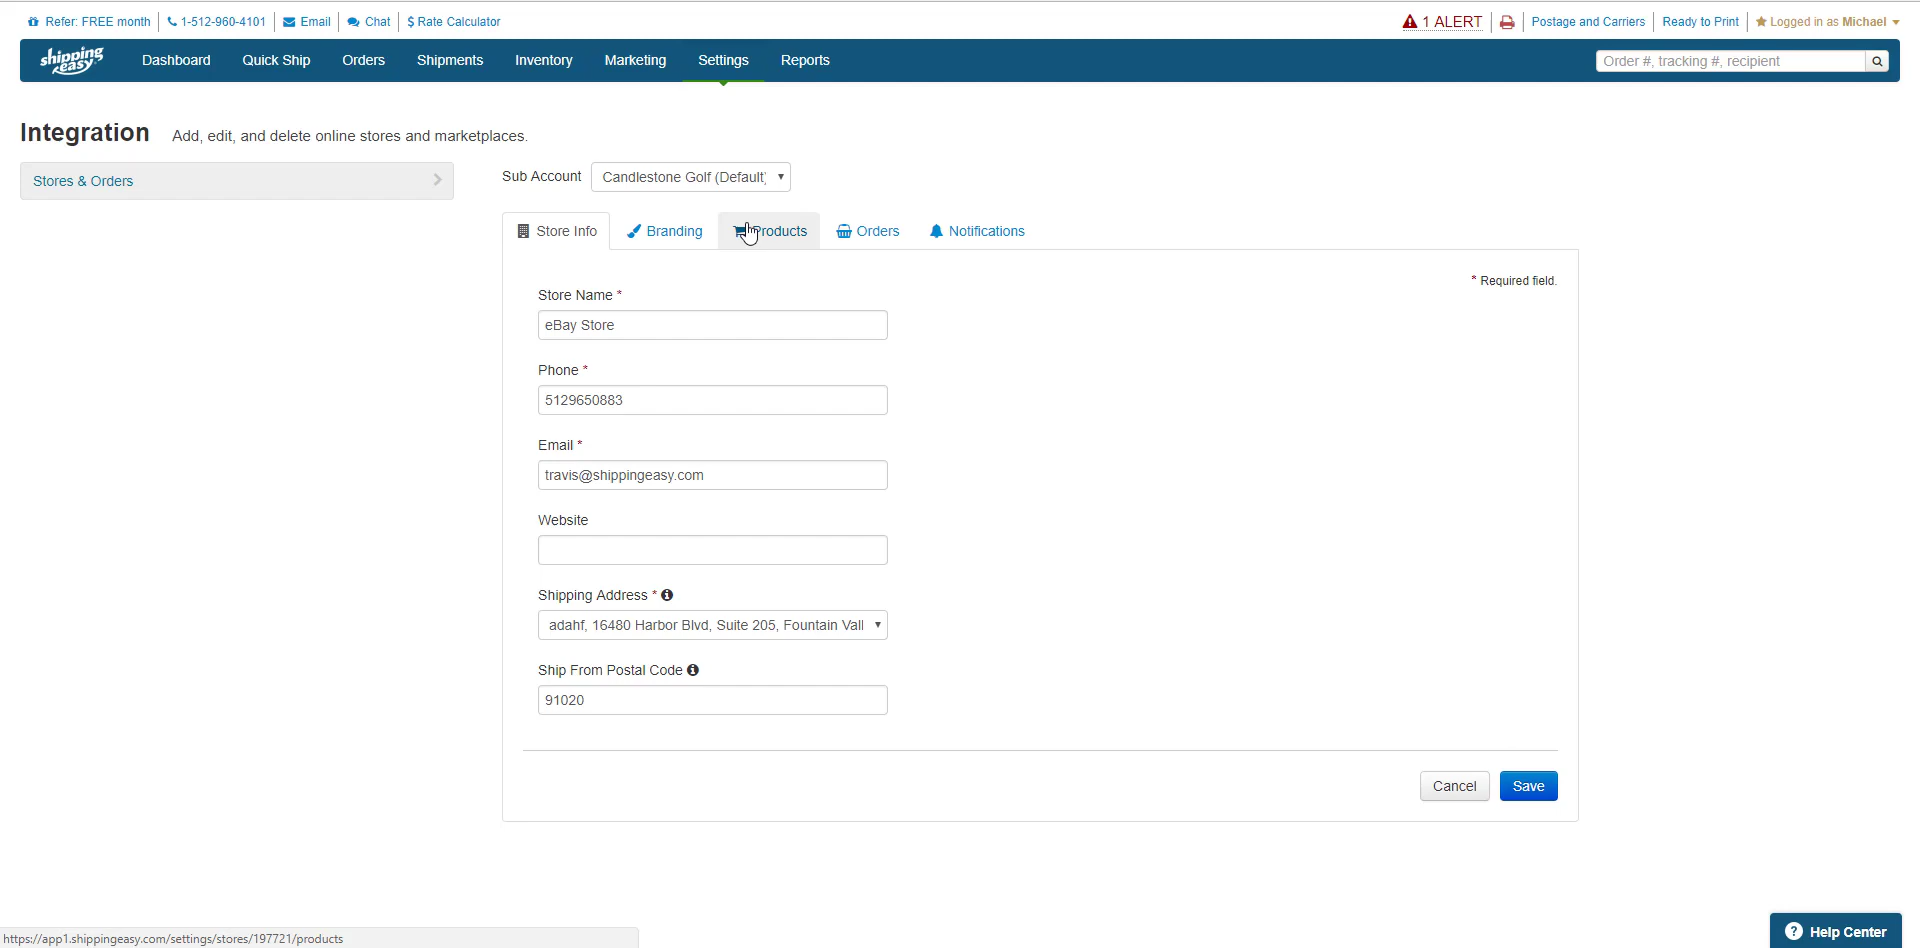 Refer: FREE month 1-512-960-4101 Email Chat $ Rate Calculator 1 ALERT Postage and Carriers Ready to Print Logged in as Michael
shipping easy Dashboard Quick Ship Orders Shipments Inventory Marketing Settings Reports Order #, tracking #, recipient
Integration Add, edit, and delete online stores and marketplaces.
Stores & Orders
Sub Account Candlestone Golf (Default)
Store Info Branding Products Orders Notifications
* Required field.
Store Name *
eBay Store
Phone *
5129650883
Email *
travis@shippingeasy.com
Website
Shipping Address *
adahf, 16480 Harbor Blvd, Suite 205, Fountain Vall
Ship From Postal Code
91020
Cancel Save
https://app1.shippingeasy.com/settings/stores/197721/products
? Help Center